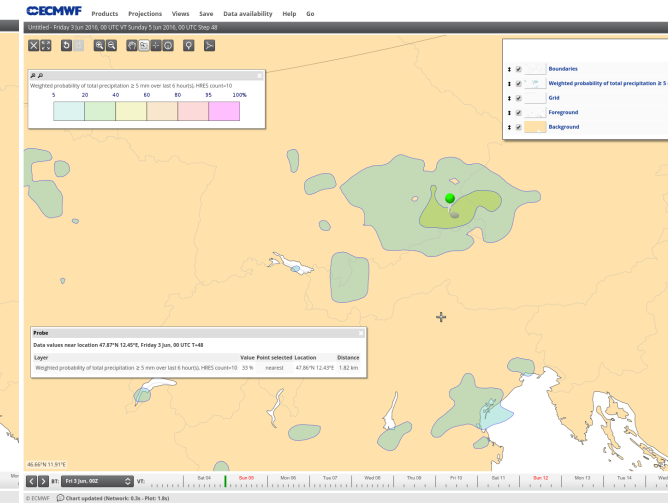 ECMWF
Products Projections Views Save Data availability Help Go
Untitled - Friday 3 Jun 2016, 00 UTC VT Sunday 5 Jun 2016, 00 UTC Step 48
Weighted probability of total precipitation ≥ 5 mm over last 6 hour(s), HRES count=10
5 20 40 60 80 95 100%
Boundaries
Weighted probability of total precipitation ≥ 5
Grid
Foreground
Background
Probe
Data values near location 47.87°N 12.45°E, Friday 3 Jun, 00 UTC T+48
Layer Value Point selected Location Distance
Weighted probability of total precipitation ≥ 5 mm over last 6 hour(s), HRES count=10 33 % nearest 47.86°N 12.43°E 1.82 km
46.66°N 11.91°E
BT: Fri 3 Jun, 00Z VT: Sat 04 Sun 05 Mon 06 Tue 07 Wed 08 Thu 09 Fri 10 Sat 11 Sun 12 Mon 13 Tue 14
© ECMWF Chart updated (Network: 0.3s - Plot: 1.8s)